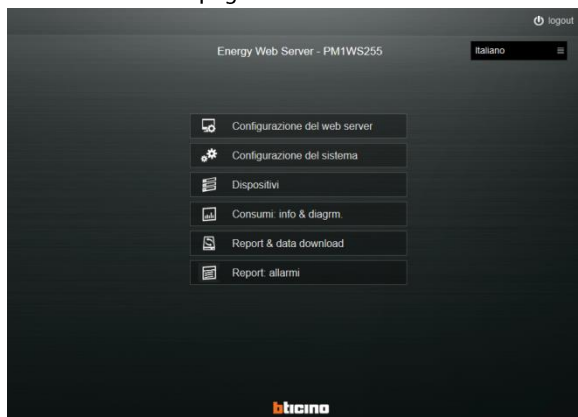 logout
Energy Web Server - PM1WS255
Italiano
Configurazione del web server
Configurazione del sistema
Dispositivi
Consumi: info & diagrm.
Report & data download
Report: allarmi
bticino